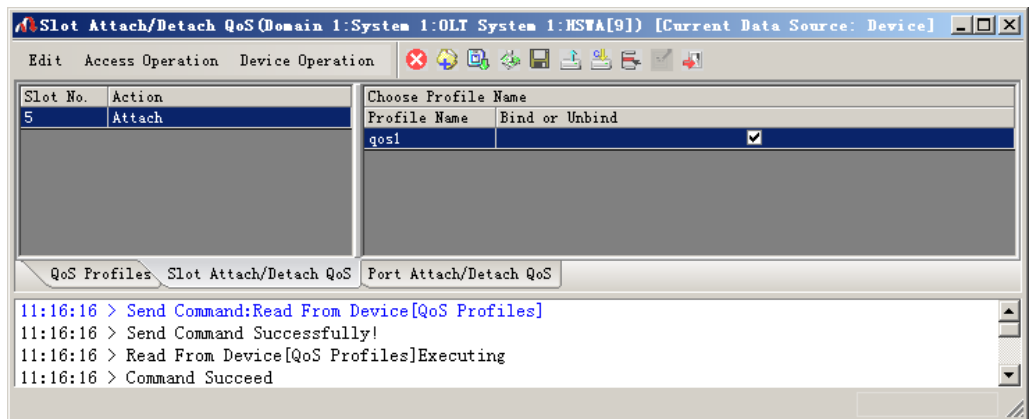 Slot Attach/Detach QoS(Domain 1:System 1:OLT System 1:HSWA[9]) [Current Data Source: Device]
Edit Access Operation Device Operation
Slot No. Action
5 Attach
Choose Profile Name
Profile Name Bind or Unbind
qos1
QoS Profiles Slot Attach/Detach QoS Port Attach/Detach QoS
11:16:16 > Send Command:Read From Device[QoS Profiles]
11:16:16 > Send Command Successfully!
11:16:16 > Read From Device[QoS Profiles]Executing
11:16:16 > Command Succeed